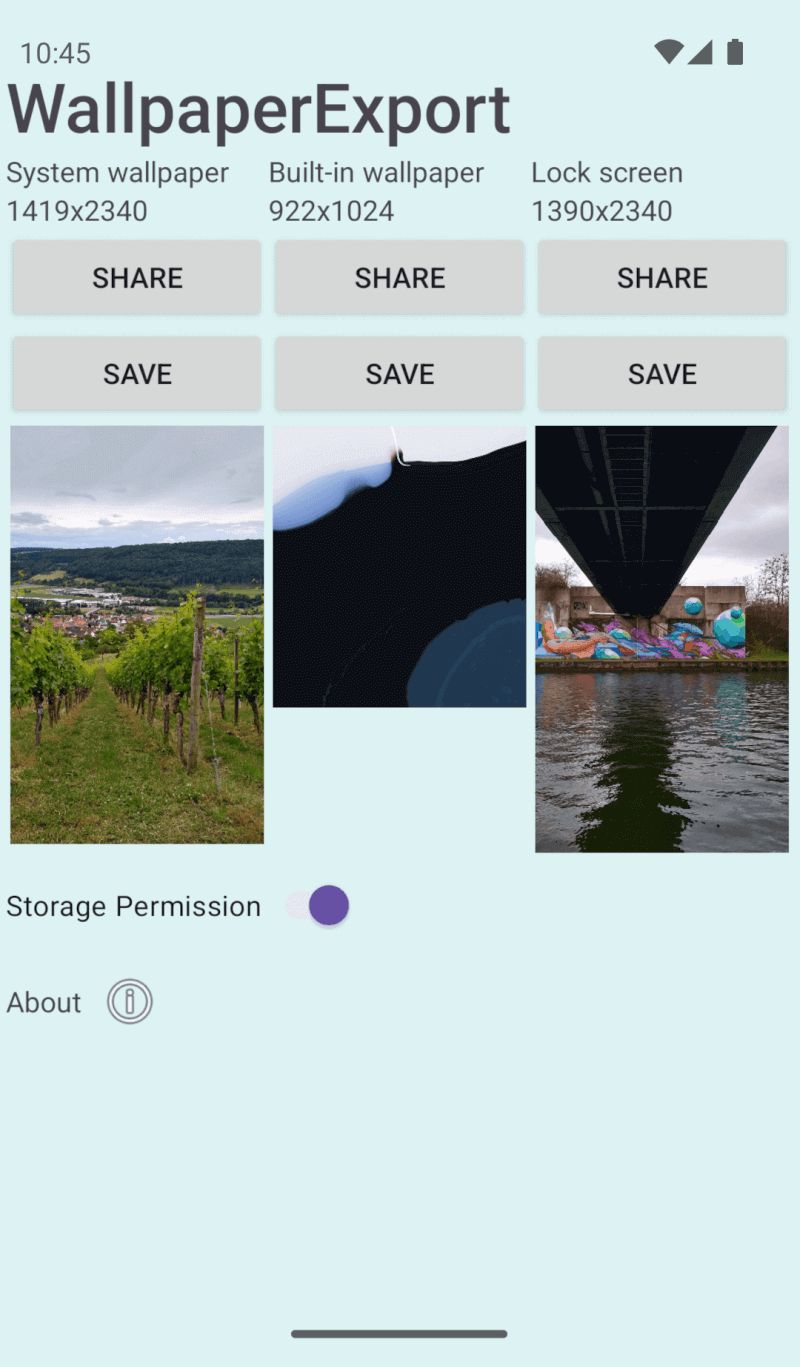 10:45
WallpaperExport
System wallpaper
1419x2340
Built-in wallpaper
922x1024
Lock screen
1390x2340
SHARE
SHARE
SHARE
SAVE
SAVE
SAVE
Storage Permission
About